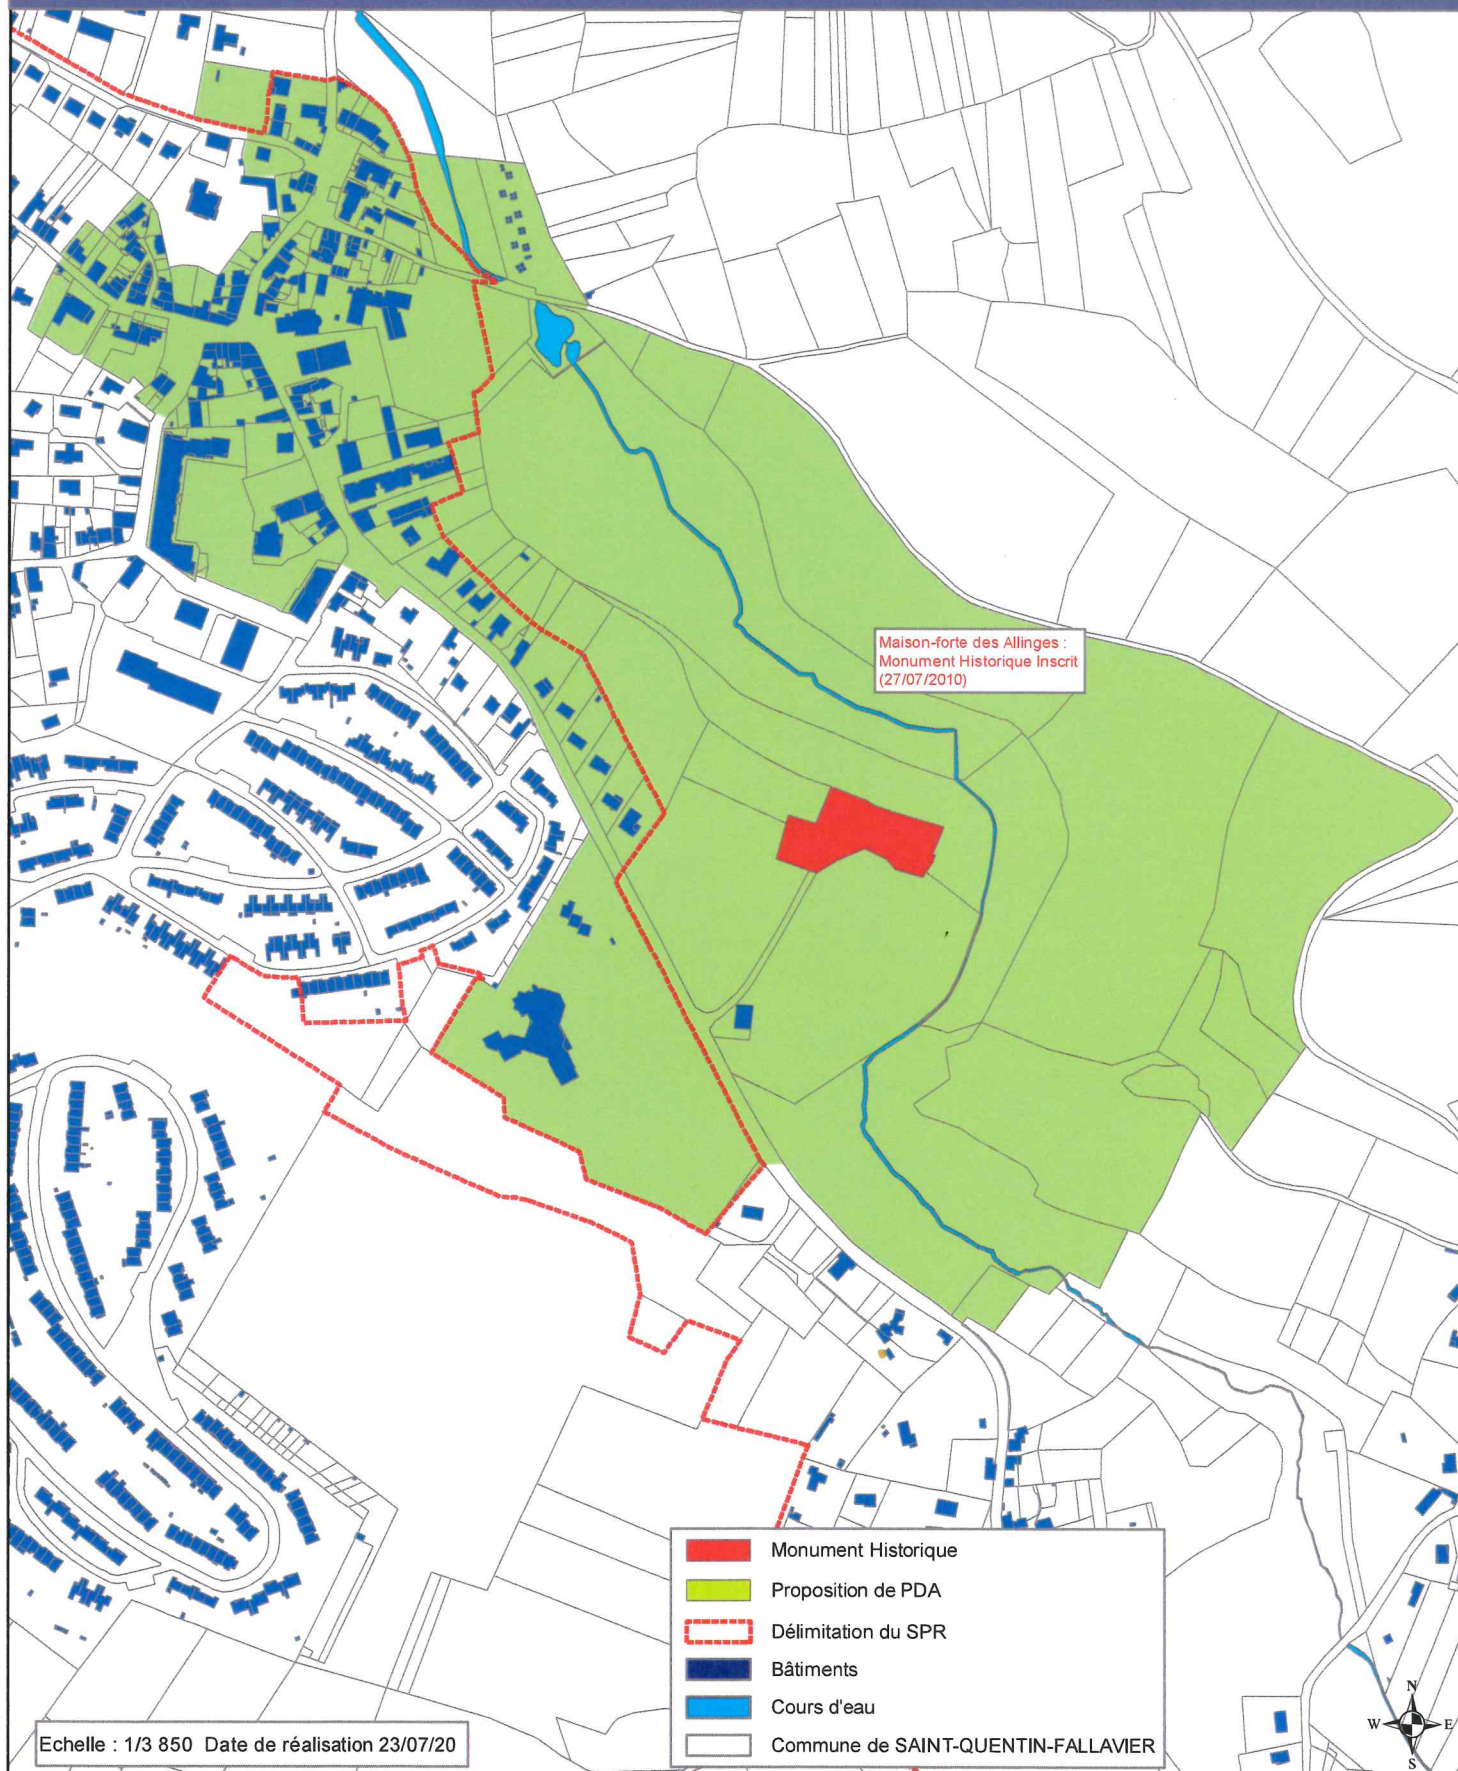 Maison-forte des Allinges :
Monument Historique Inscrit
(27/07/2010)
Monument Historique
Proposition de PDA
Délimitation du SPR
Bâtiments
Cours d'eau
Commune de SAINT-QUENTIN-FALLAVIER
Echelle : 1/3 850 Date de réalisation 23/07/20
N
W E
S